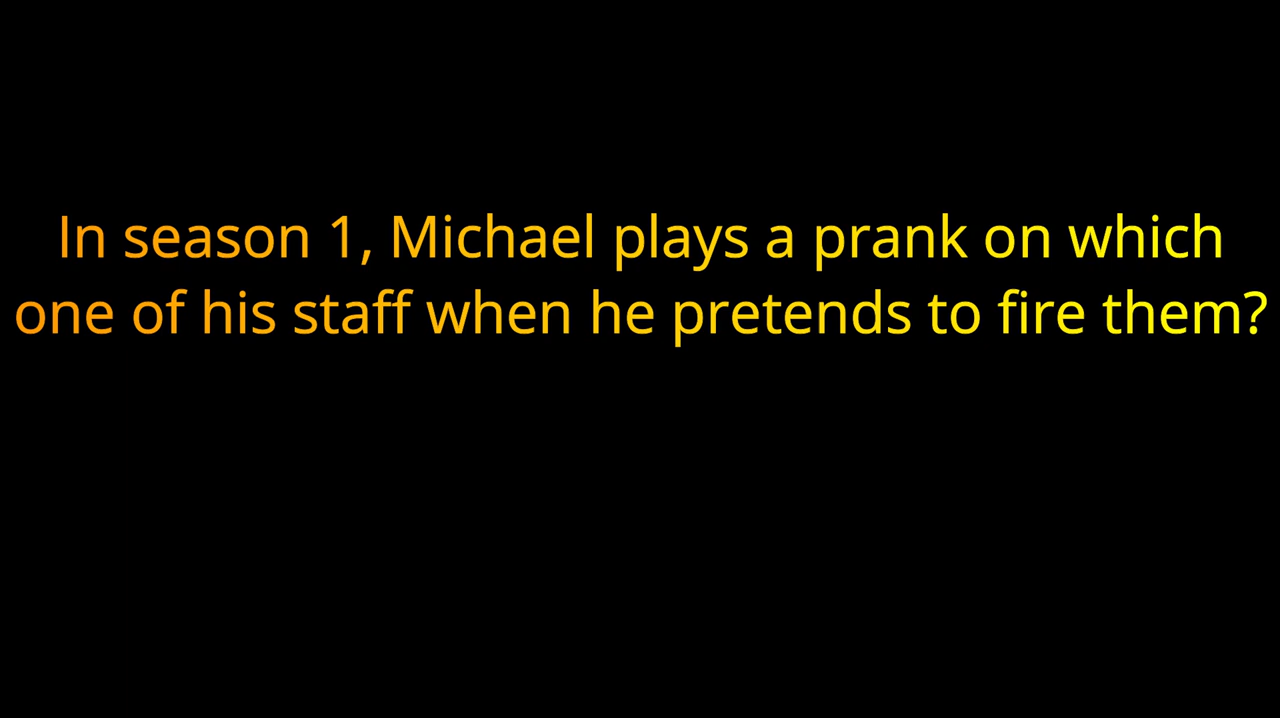 In season 1, Michael plays a prank on which
one of his staff when he pretends to fire them?